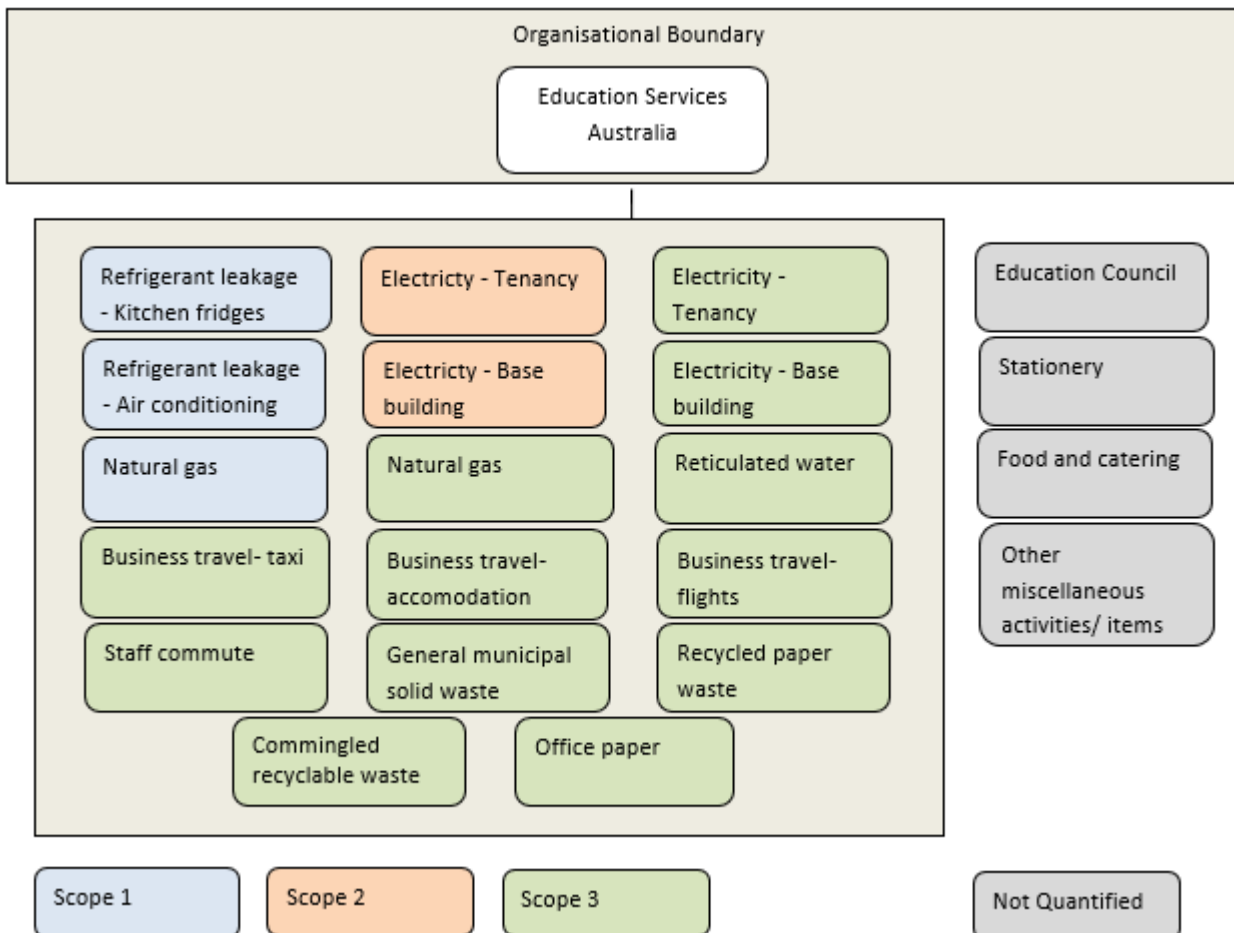 Organisational Boundary
Education Services
Australia
Refrigerant leakage
- Kitchen fridges
Electricty - Tenancy
Electricity -
Tenancy
Education Council
Refrigerant leakage
- Air conditioning
Electricty - Base
building
Electricity - Base
building
Stationery
Natural gas
Natural gas
Reticulated water
Food and catering
Business travel- taxi
Business travel-
accomodation
Business travel-
flights
Other
miscellaneous
activities/ items
Staff commute
General municipal
solid waste
Recycled paper
waste
Commingled
recyclable waste
Office paper
Scope 1
Scope 2
Scope 3
Not Quantified